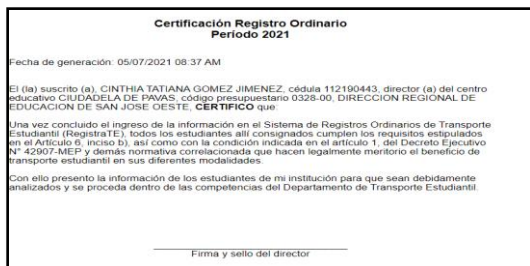 Certificación Registro Ordinario
Período 2021
Fecha de generación: 05/07/2021 08:37 AM
El (la) suscrito (a), CINTHIA TATIANA GOMEZ JIMENEZ, cédula 112190443, director (a) del centro
educativo CIUDADELA DE PAVAS, código presupuestario 0328-00, DIRECCION REGIONAL DE
EDUCACION DE SAN JOSE OESTE, CERTIFICO que:
Una vez concluido el ingreso de la información en el Sistema de Registros Ordinarios de Transporte
Estudiantil (RegistraTE), todos los estudiantes allí consignados cumplen los requisitos estipulados
en el Artículo 6, inciso b), así como con la condición indicada en el artículo 1, del Decreto Ejecutivo
N° 42907-MEP y demás normativa correlacionada que hacen legalmente meritorio el beneficio de
transporte estudiantil en sus diferentes modalidades.
Con ello presento la información de los estudiantes de mi institución para que sean debidamente
analizados y se proceda dentro de las competencias del Departamento de Transporte Estudiantil.
Firma y sello del director